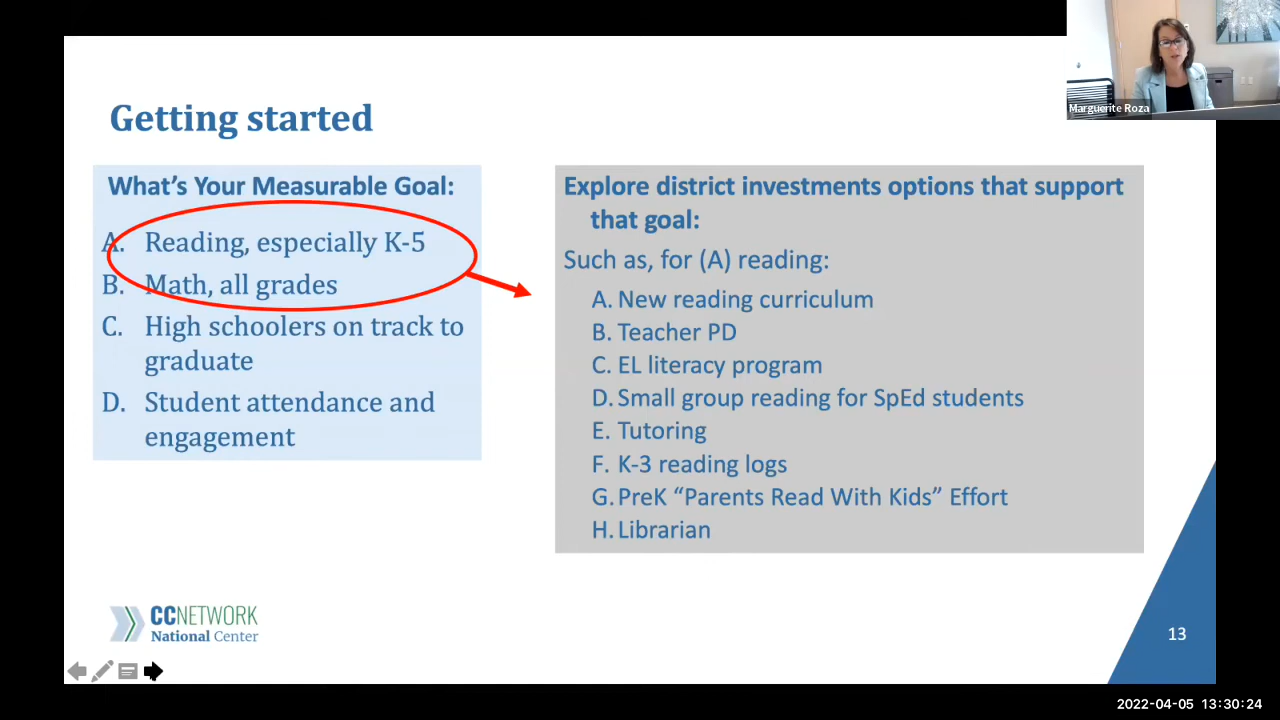 Marguerite Roza
Getting started
What's Your Measurable Goal:
A. Reading, especially K-5
B. Math, all grades
C. High schoolers on track to
graduate
D. Student attendance and
engagement
Explore district investments options that support
that goal:
Such as, for (A) reading:
A. New reading curriculum
B. Teacher PD
C. EL literacy program
D. Small group reading for SpEd students
E. Tutoring
F. K-3 reading logs
G. PreK “Parents Read With Kids” Effort
H. Librarian
CCNETWORK
National Center
13
2022-04-05 13:30:24